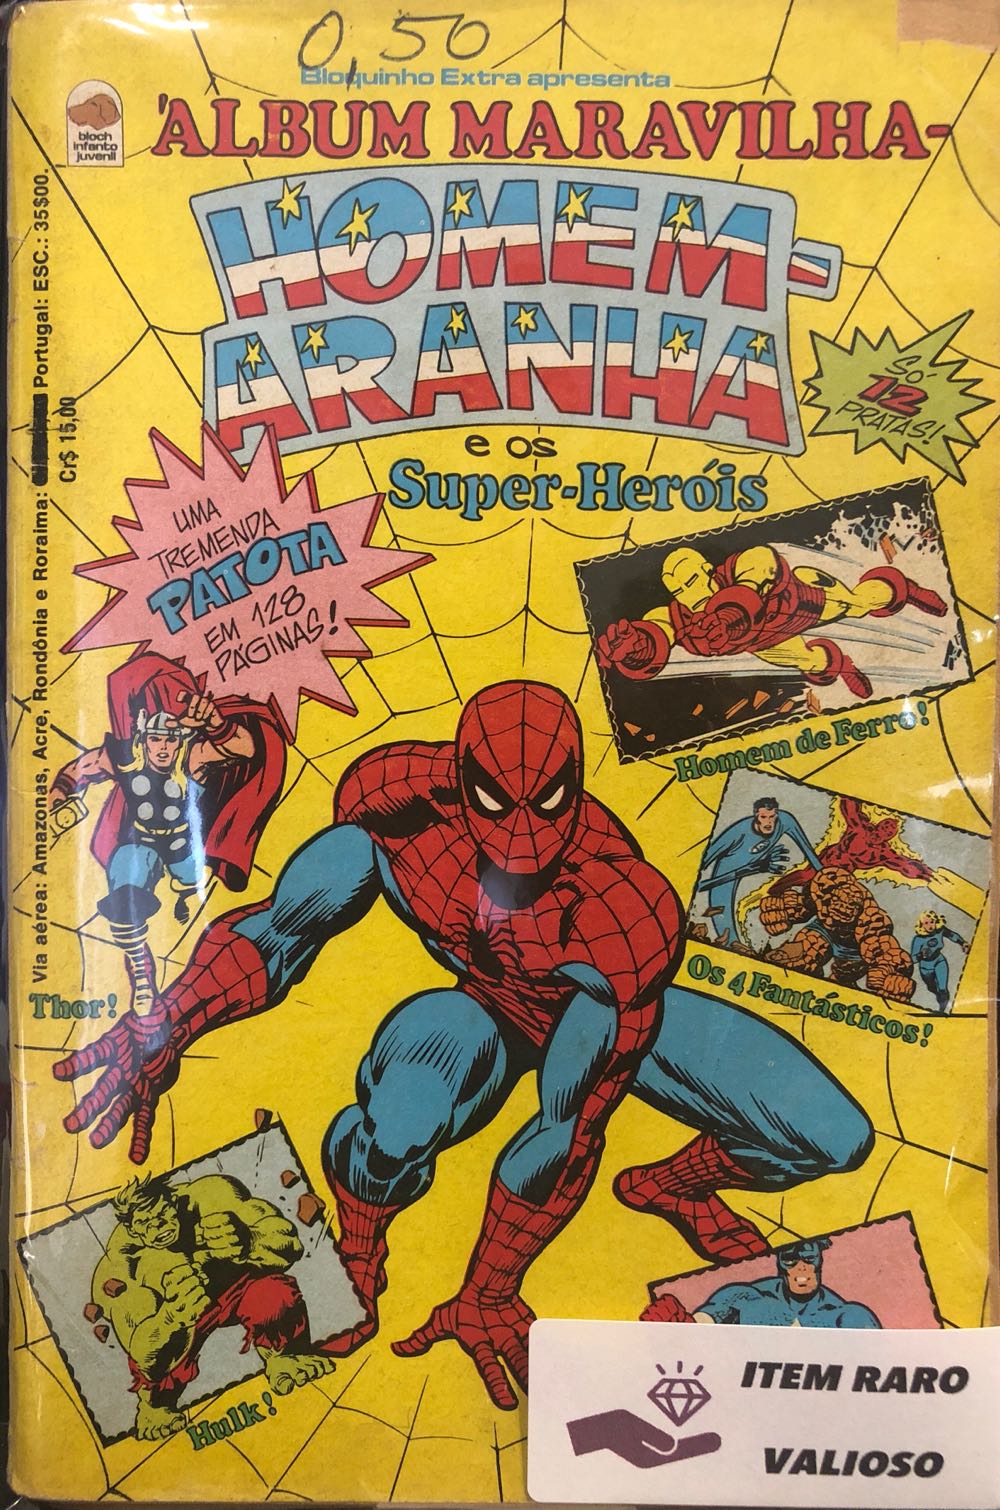 0,50
Bloquinho Extra apresenta
bloch
infanto
juvenil
'ALBUM MARAVILHA-
HOMEM-
ARANHA
e os
Super-Heróis
SÓ
12
PRATAS!
UMA
TREMENDA
PATOTA
EM 128
PÁGINAS!
Via aérea: Amazonas, Acre, Rondônia e Roraima:
Portugal: ESC.: 35$00.
Cr$ 15,00
Homem de Ferro!
Os 4 Fantásticos!
Thor!
Hulk!
ITEM RARO
VALIOSO